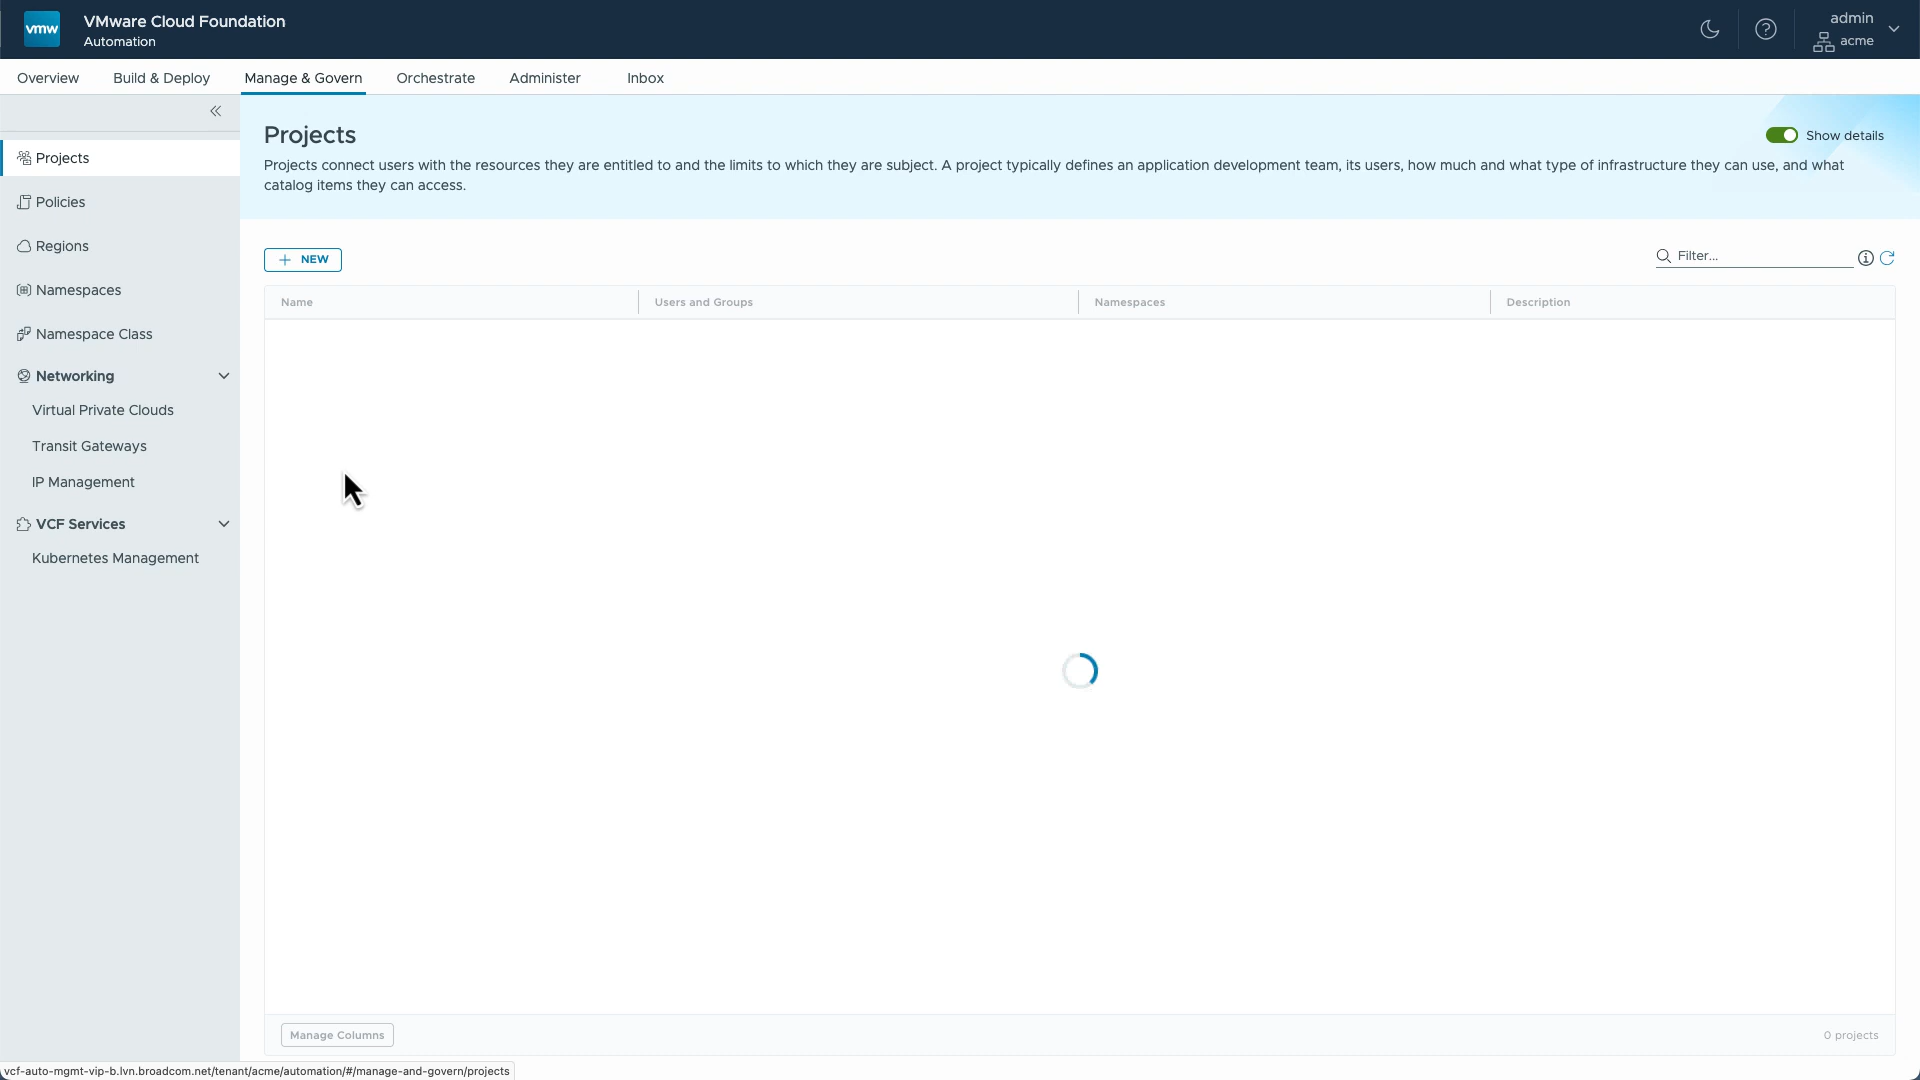 vmw
VMware Cloud Foundation
Automation
admin
acme
Overview
Build & Deploy
Manage & Govern
Orchestrate
Administer
Inbox
Projects
Policies
Regions
Namespaces
Namespace Class
Networking
Virtual Private Clouds
Transit Gateways
IP Management
VCF Services
Kubernetes Management
Projects
Show details
Projects connect users with the resources they are entitled to and the limits to which they are subject. A project typically defines an application development team, its users, how much and what type of infrastructure they can use, and what
catalog items they can access.
NEW
Filter...
Name
Users and Groups
Namespaces
Description
Manage Columns
0 projects
vcf-auto-mgmt-vip-b.lvn.broadcom.net/tenant/acme/automation/#/manage-and-govern/projects